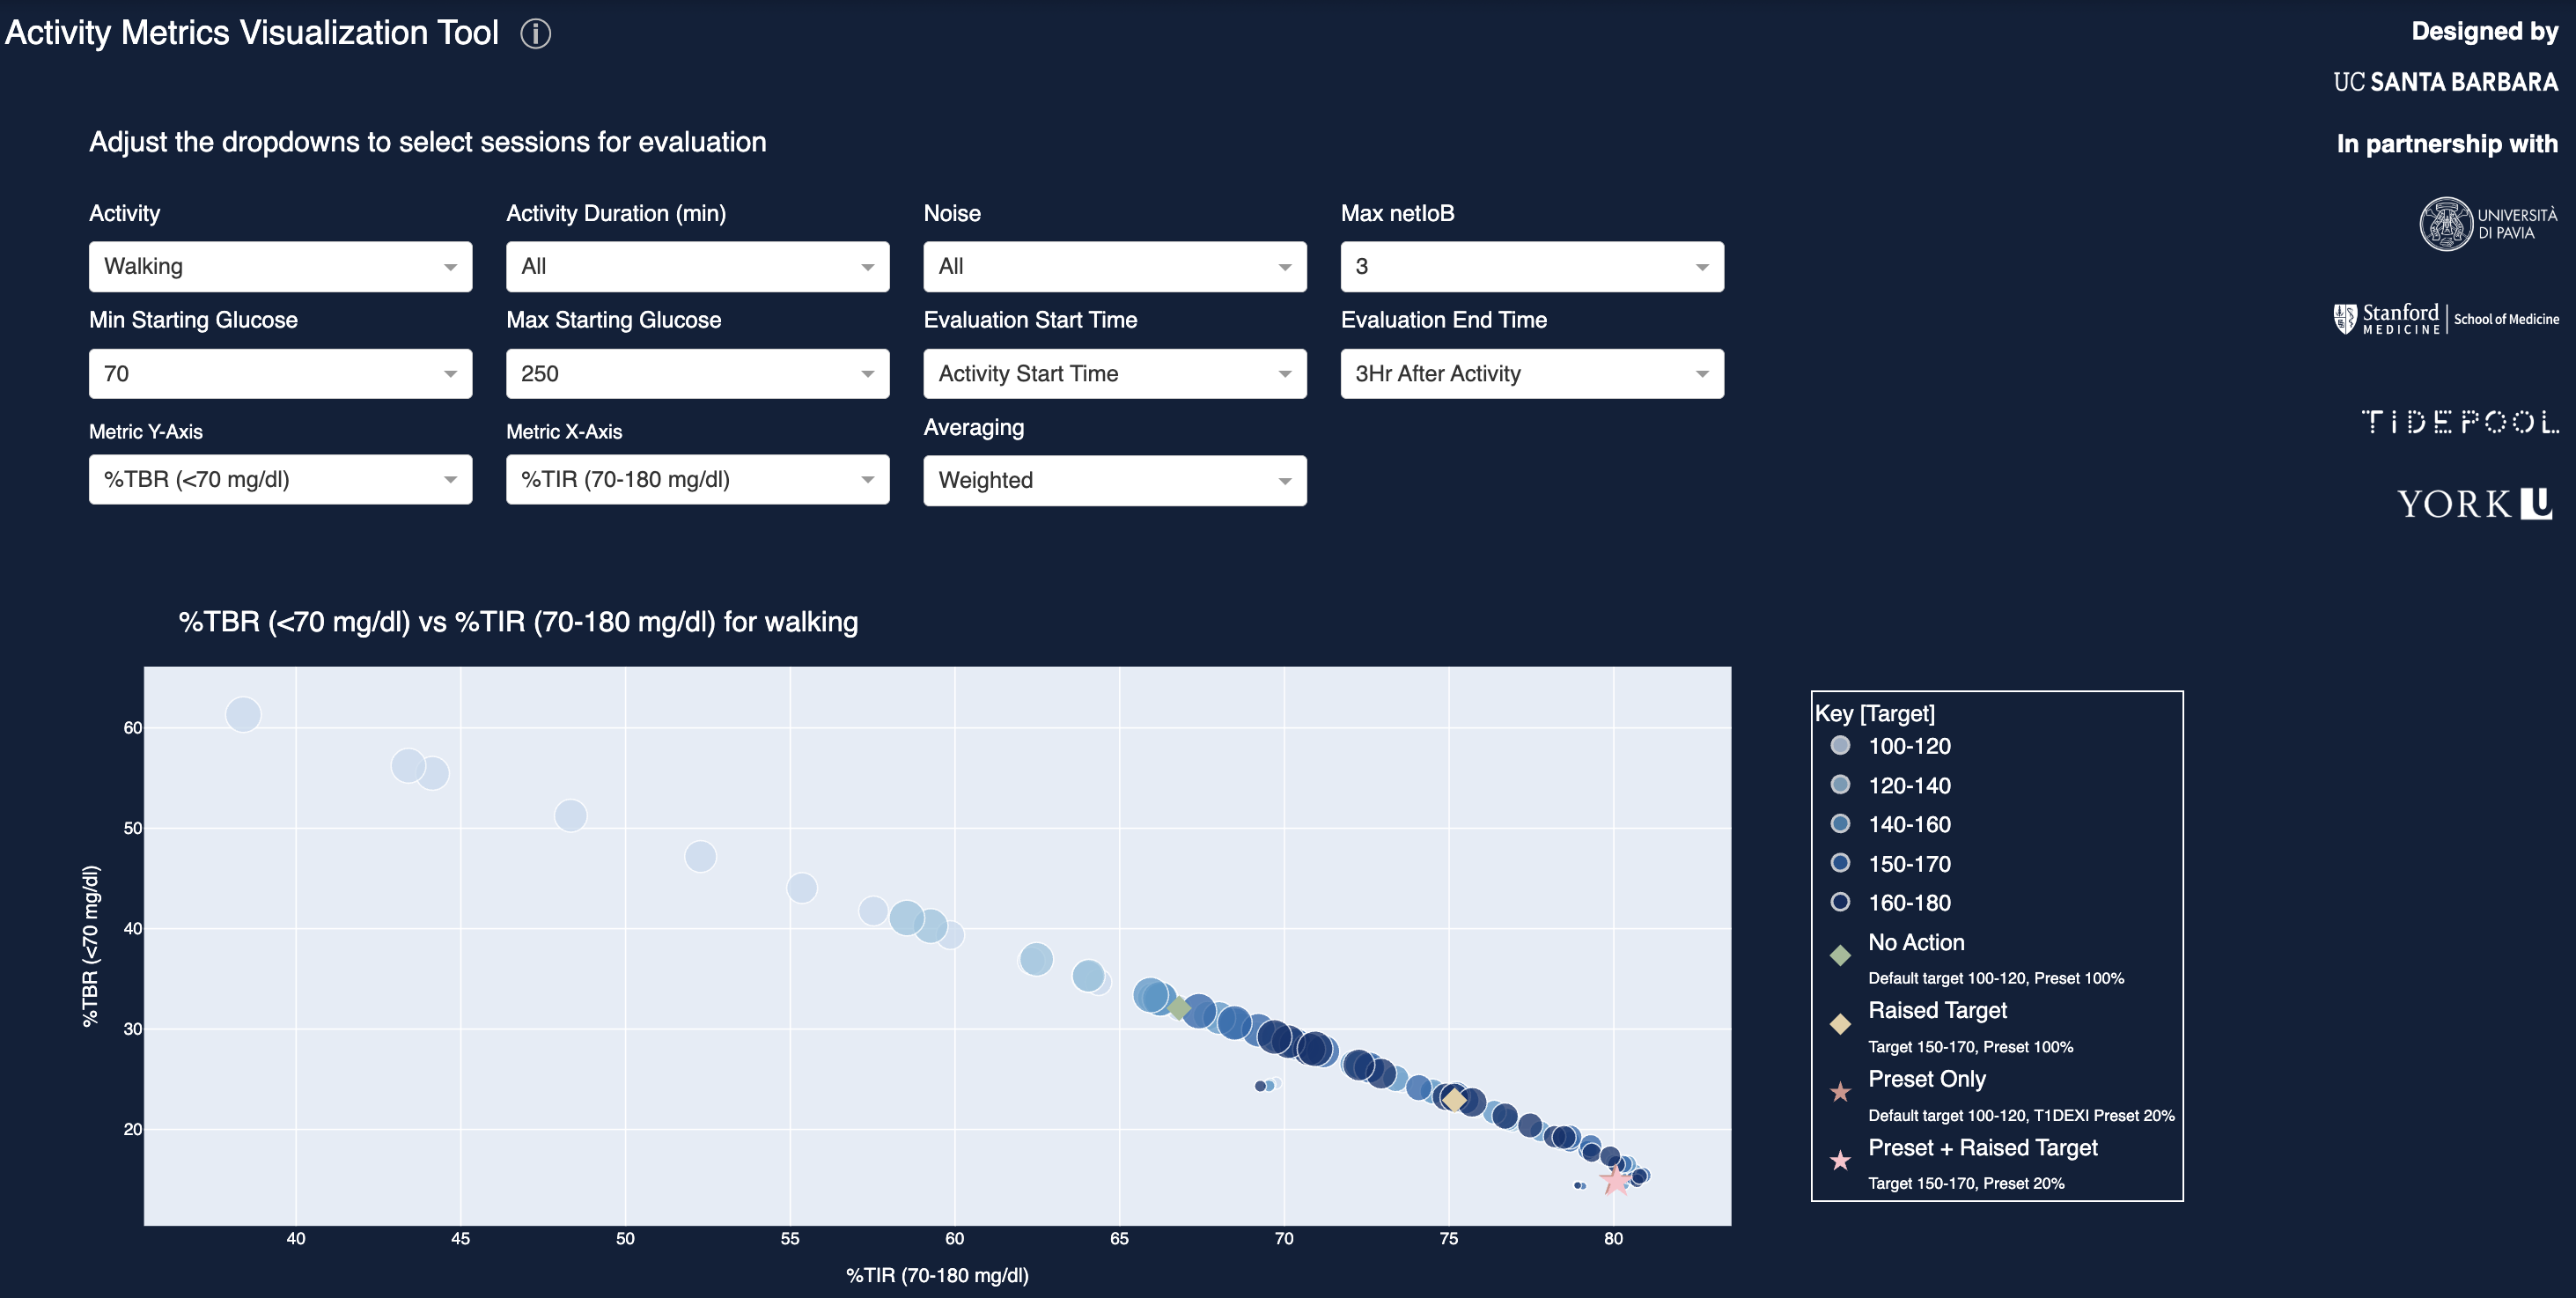 Activity Metrics Visualization Tool
Designed by
UC SANTA BARBARA
In partnership with
UNIVERSITÀ
DI PAVIA
Stanford
MEDICINE
School of Medicine
TIDEPOOL
YORK U
Adjust the dropdowns to select sessions for evaluation
Activity
Activity Duration (min)
Noise
Max netIoB
Walking
All
All
3
Min Starting Glucose
Max Starting Glucose
Evaluation Start Time
Evaluation End Time
70
250
Activity Start Time
3Hr After Activity
Metric Y-Axis
Metric X-Axis
Averaging
%TBR (<70 mg/dl)
%TIR (70-180 mg/dl)
Weighted
%TBR (<70 mg/dl) vs %TIR (70-180 mg/dl) for walking
%TBR (<70 mg/dl)
60
50
40
30
20
40
45
50
55
60
65
70
75
80
%TIR (70-180 mg/dl)
Key [Target]
100-120
120-140
140-160
150-170
160-180
No Action
Default target 100-120, Preset 100%
Raised Target
Target 150-170, Preset 100%
Preset Only
Default target 100-120, T1DEXI Preset 20%
Preset + Raised Target
Target 150-170, Preset 20%